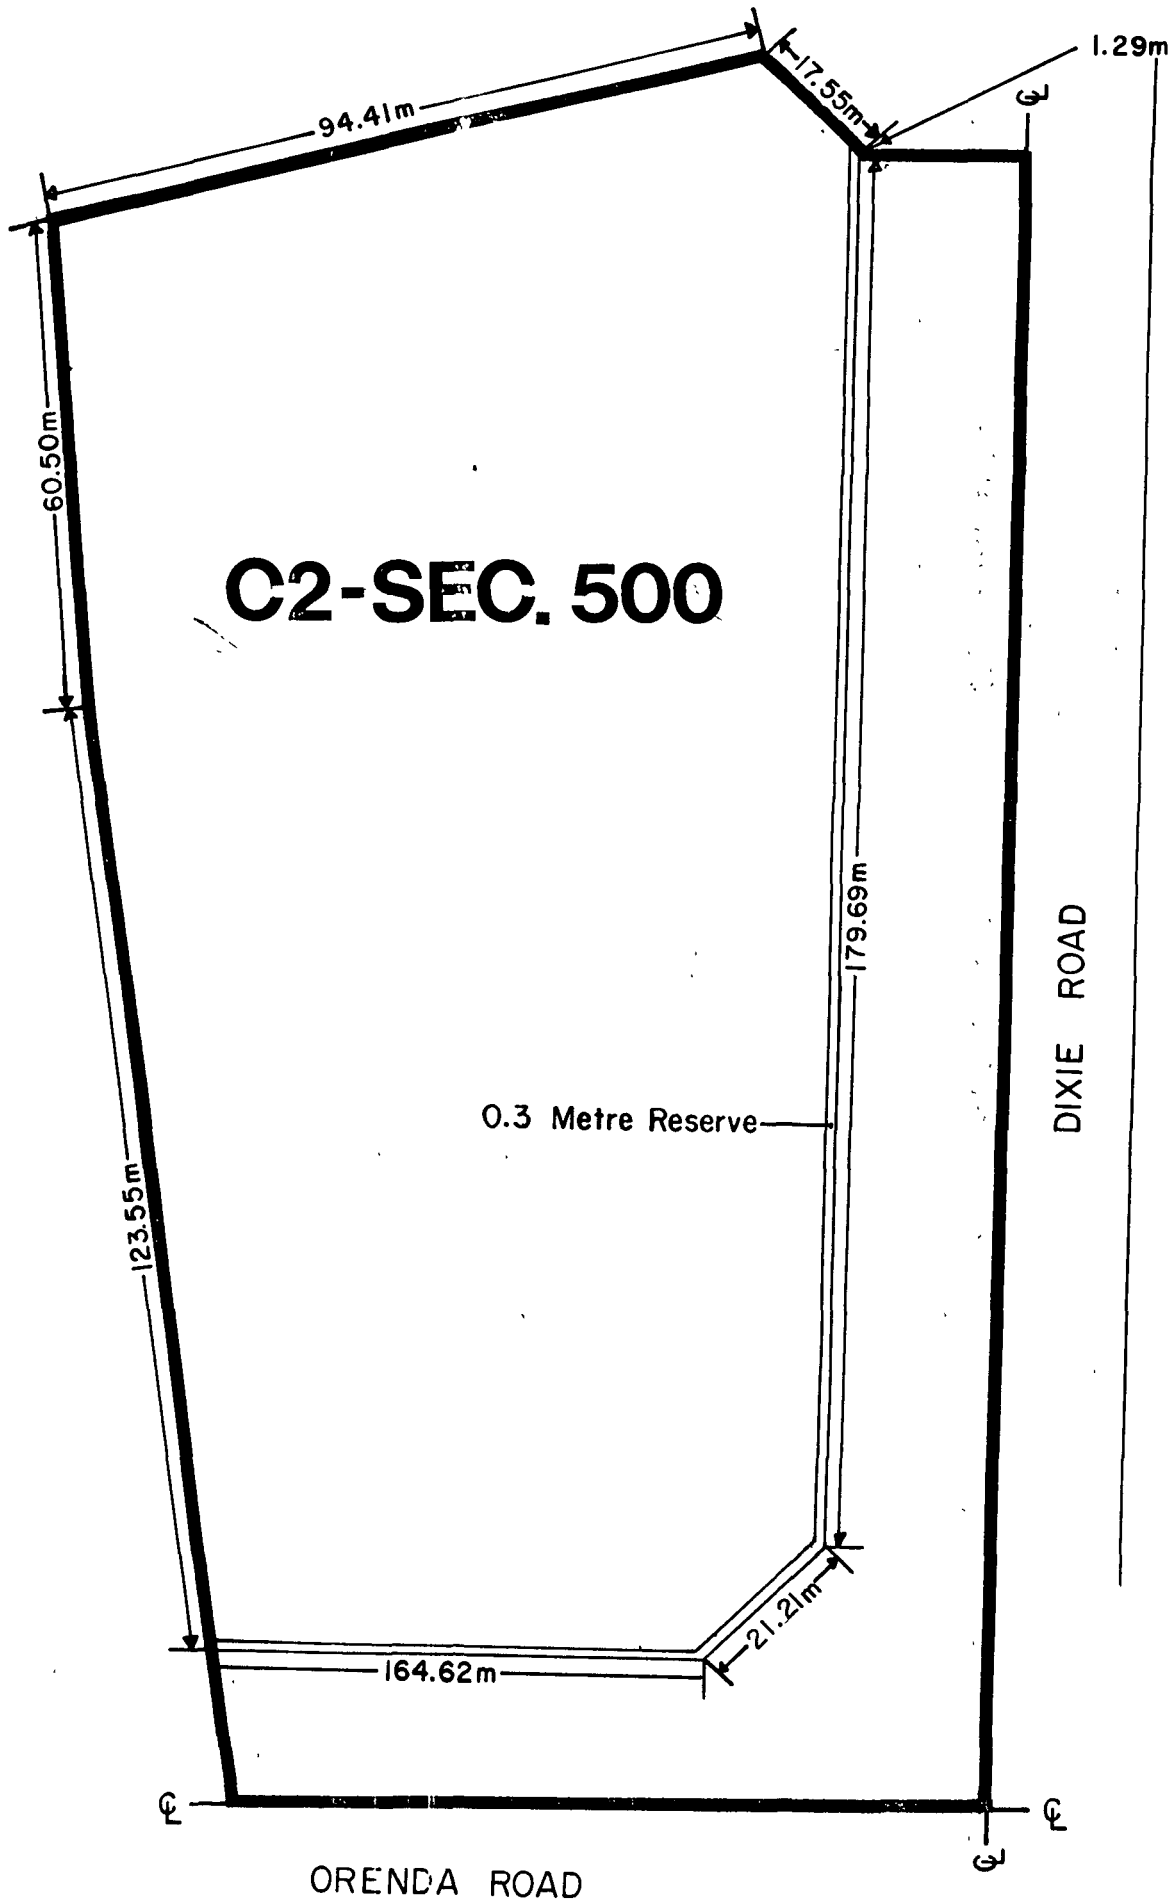 1.29m
17.55m
94.41m
60.50m
C2-SEC. 500
179.69m
DIXIE ROAD
0.3 Metre Reserve
123.55m
21.21m
164.62m
ORENDA ROAD